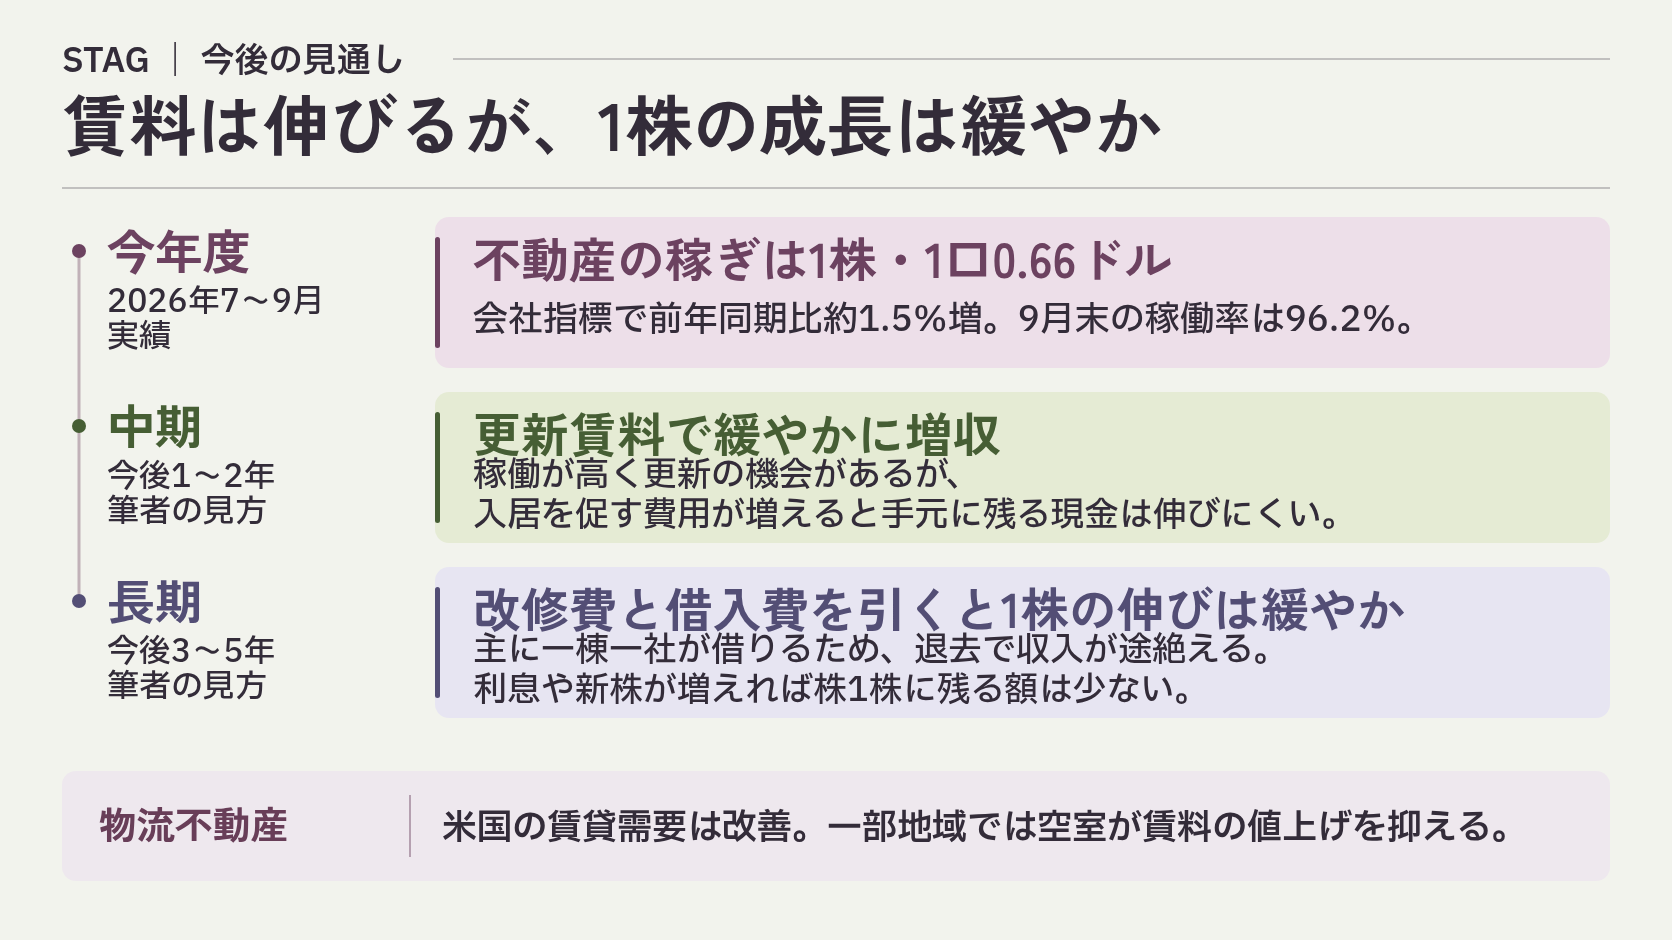 STAG │ 今後の見通し
賃料は伸びるが、1株の成長は緩やか
今年度
2026年7～9月
実績
不動産の稼ぎは1株・1口0.66ドル
会社指標で前年同期比約1.5%増。9月末の稼働率は96.2%。
中期
今後1～2年
筆者の見方
更新賃料で緩やかに増収
稼働が高く更新の機会があるが、
入居を促す費用が増えると手元に残る現金は伸びにくい。
長期
今後3～5年
筆者の見方
改修費と借入費を引くと1株の伸びは緩やか
主に一棟一社が借りるため、退去で収入が途絶える。
利息や新株が増えれば株1株に残る額は少ない。
物流不動産
米国の賃貸需要は改善。一部地域では空室が賃料の値上げを抑える。